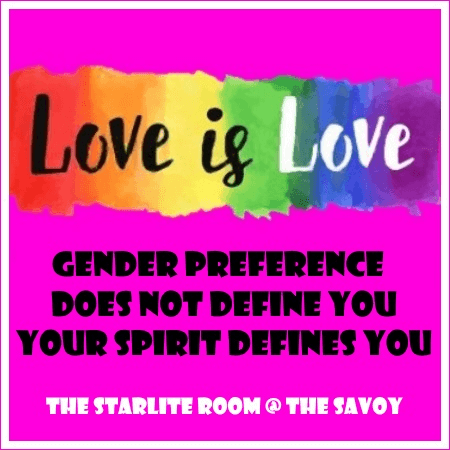 Love is Love
GENDER PREFERENCE
DOES NOT DEFINE YOU
YOUR SPIRIT DEFINES YOU
THE STARLITE ROOM @ THE SAVOY